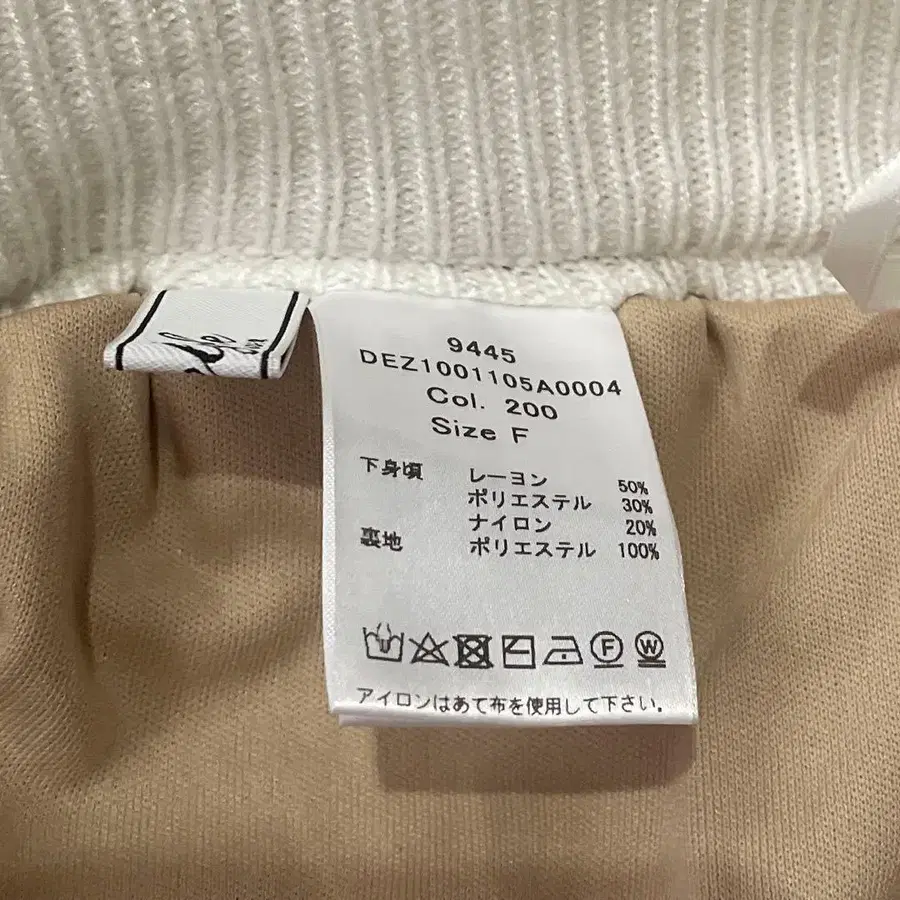 9445
DEZ1001105A0004
Col. 200
Size F
下身頃 レーヨン 50%
ポリエステル 30%
ナイロン 20%
裏地 ポリエステル 100%
F W
アイロンはあて布を使用して下さい。